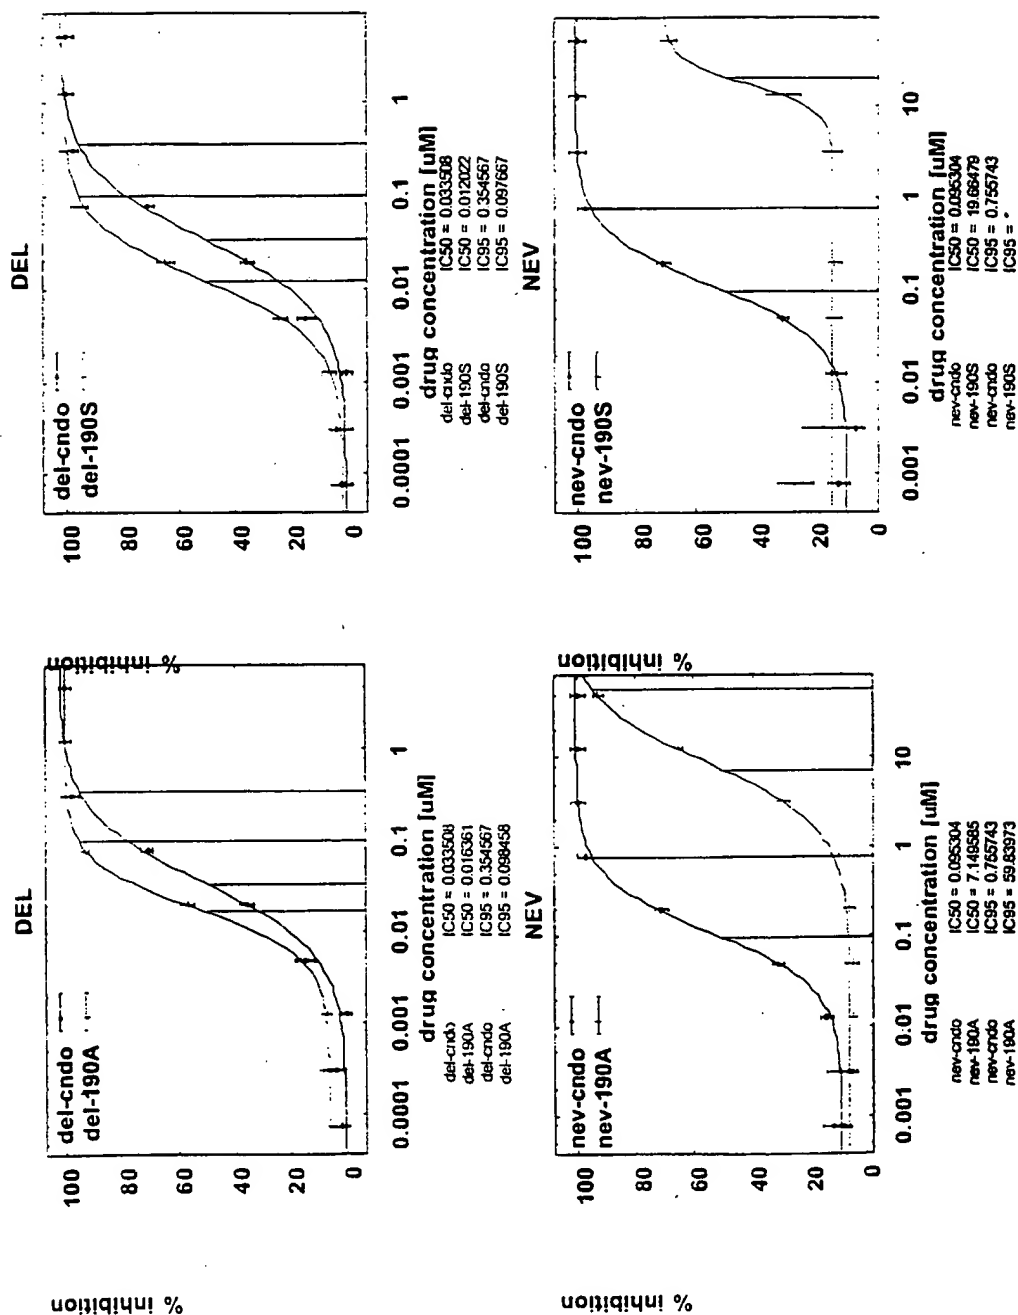 DEL
% inhibition
100
80
60
40
20
0
del-cndo
del-190A
0.0001 0.001 0.01 0.1 1
drug concentration [uM]
del-cndo IC50 = 0.033508
del-190A IC50 = 0.016361
del-cndo IC95 = 0.354567
del-190A IC95 = 0.098458
DEL
% inhibition
100
80
60
40
20
0
del-cndo
del-190S
0.0001 0.001 0.01 0.1 1
drug concentration [uM]
del-cndo IC50 = 0.033508
del-190S IC50 = 0.012022
del-cndo IC95 = 0.354567
del-190S IC95 = 0.097667
NEV
% inhibition
100
80
60
40
20
0
nev-cndo
nev-190A
0.001 0.01 0.1 1 10
drug concentration [uM]
nev-cndo IC50 = 0.095304
nev-190A IC50 = 7.149585
nev-cndo IC95 = 0.755743
nev-190A IC95 = 59.83973
NEV
% inhibition
100
80
60
40
20
0
nev-cndo
nev-190S
0.001 0.01 0.1 1 10
drug concentration [uM]
nev-cndo IC50 = 0.095304
nev-190S IC50 = 19.66479
nev-cndo IC95 = 0.755743
nev-190S IC95 = *